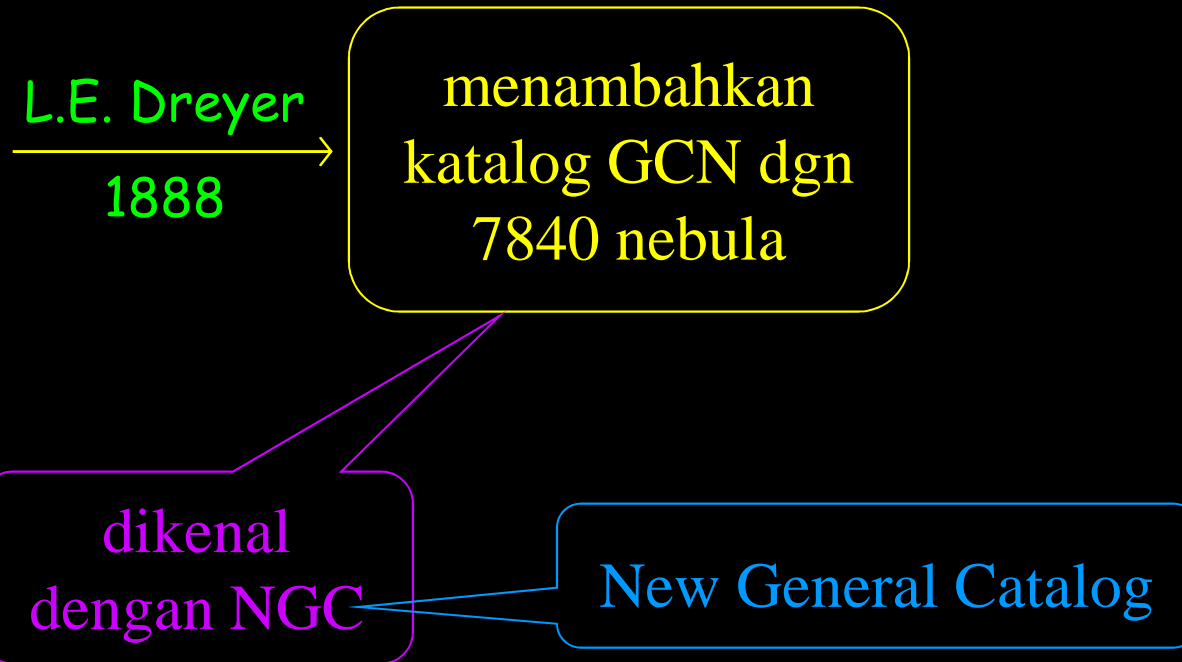 L.E. Dreyer
1888
menambahkan
katalog GCN dgn
7840 nebula
dikenal
dengan NGC
New General Catalog